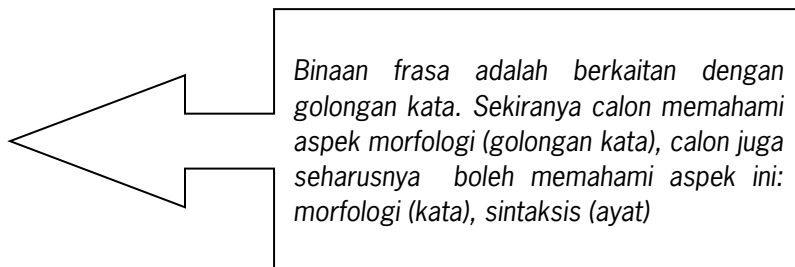 Binaan frasa adalah berkaitan dengan
golongan kata. Sekiranya calon memahami
aspek morfologi (golongan kata), calon juga
seharusnya boleh memahami aspek ini:
morfologi (kata), sintaksis (ayat)